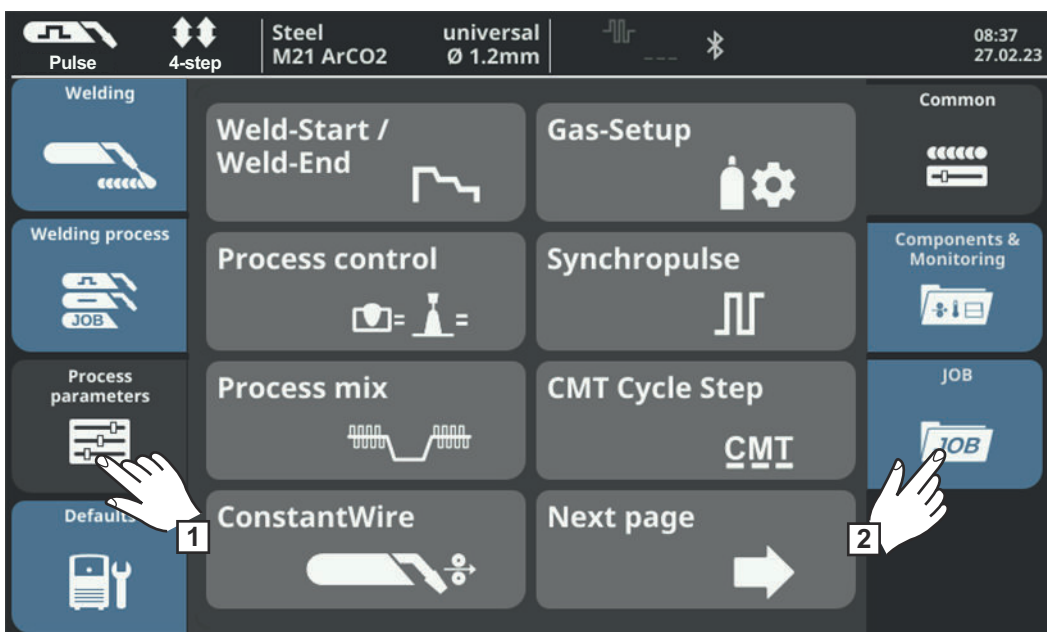 Pulse
4-step
Steel
M21 ArCO2
universal
Ø 1.2mm
---
08:37
27.02.23
Welding
Welding process
JOB
Process
parameters
1
Defaults
Weld-Start /
Weld-End
Gas-Setup
Process control
=
=
Synchropulse
Process mix
CMT Cycle Step
CMT
ConstantWire
Next page
Common
Components &
Monitoring
JOB
JOB
2